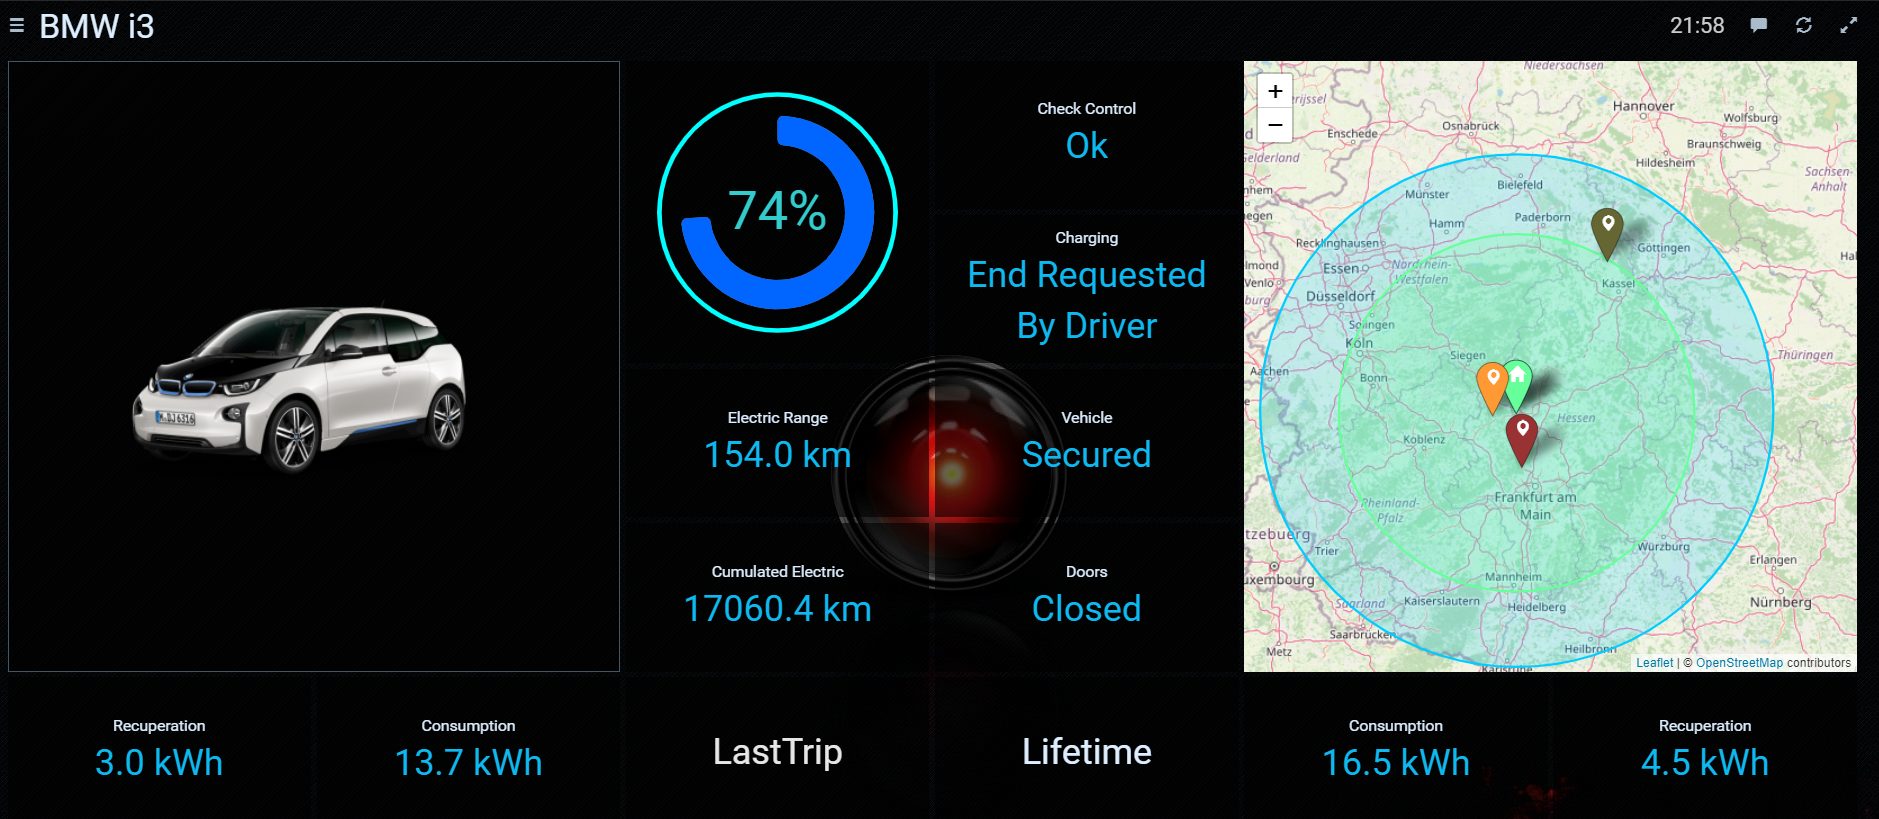 BMW i3
21:58
M·DJ 6316
74%
Check Control
Ok
Charging
End Requested
By Driver
Electric Range
154.0 km
Vehicle
Secured
Cumulated Electric
17060.4 km
Doors
Closed
+
−
Niedersachsen
Hannover
Wolfsburg
Osnabrück
Enschede
Braunschweig
Hildesheim
Gelderland
Sachsen-
Anhalt
Bielefeld
Münster
Paderborn
Hamm
Recklinghausen
Göttingen
Essen
Nordrhein-
Westfalen
Venlo
Kassel
Düsseldorf
Solingen
Köln
Siegen
Thüringen
Aachen
Bonn
Hessen
Koblenz
Frankfurt am
Main
Rheinland-
Pfalz
Trier
Würzburg
Erlangen
Mannheim
Kaiserslautern
Heidelberg
Saarland
Nürnberg
Saarbrücken
Heilbronn
Metz
Karlsruhe
Leaflet | © OpenStreetMap contributors
Recuperation
3.0 kWh
Consumption
13.7 kWh
LastTrip
Lifetime
Consumption
16.5 kWh
Recuperation
4.5 kWh